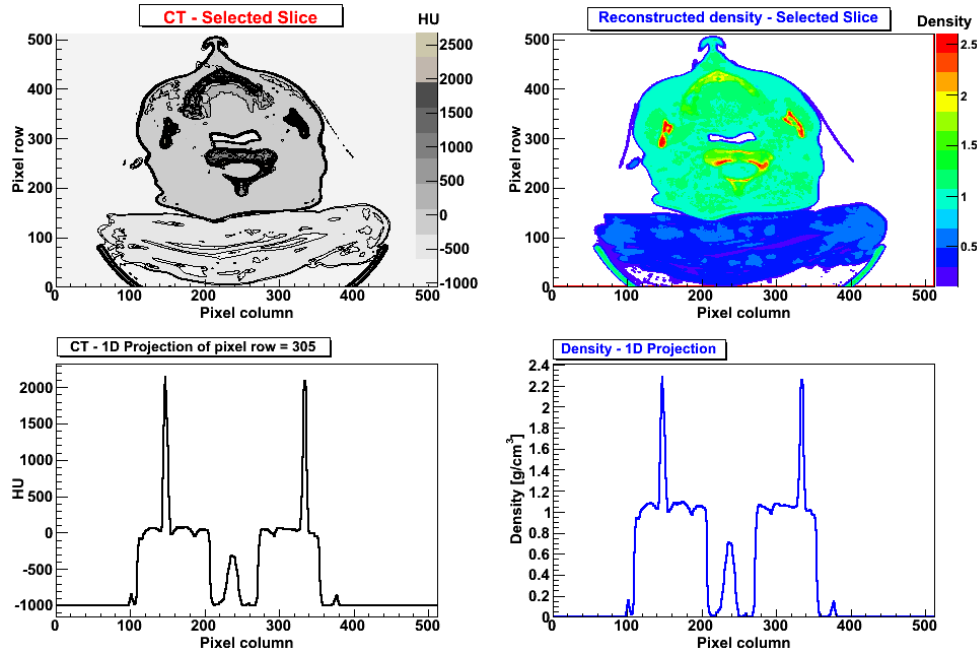 CT - Selected Slice
HU
Pixel row
500
400
300
200
100
0
0 100 200 300 400 500
Pixel column
2500
2000
1500
1000
500
0
-500
-1000
Reconstructed density - Selected Slice
Density
Pixel row
500
400
300
200
100
0
0 100 200 300 400 500
Pixel column
2.5
2
1.5
1
0.5
CT - 1D Projection of pixel row = 305
HU
2000
1500
1000
500
0
-500
-1000
0 100 200 300 400 500
Pixel column
Density - 1D Projection
Density [g/cm³]
2.4
2.2
2
1.8
1.6
1.4
1.2
1
0.8
0.6
0.4
0.2
0
0 100 200 300 400 500
Pixel column